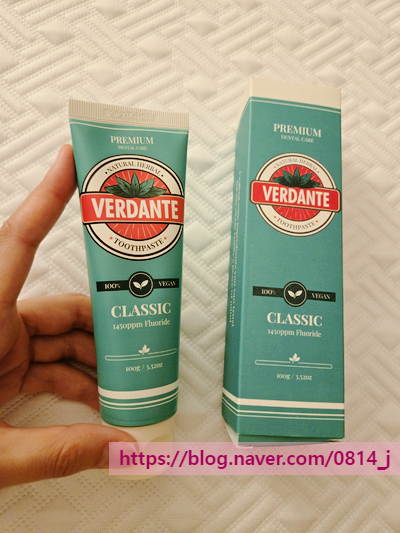 PREMIUM
DENTAL CARE
NATURAL HERBAL
VERDANTE
TOOTHPASTE
100% VEGAN
CLASSIC
1450ppm Fluoride
100g / 3.52oz
PREMIUM
DENTAL CARE
NATURAL HERBAL
VERDANTE
TOOTHPASTE
100% VEGAN
CLASSIC
1450ppm Fluoride
100g / 3.52oz
https://blog.naver.com/0814_j